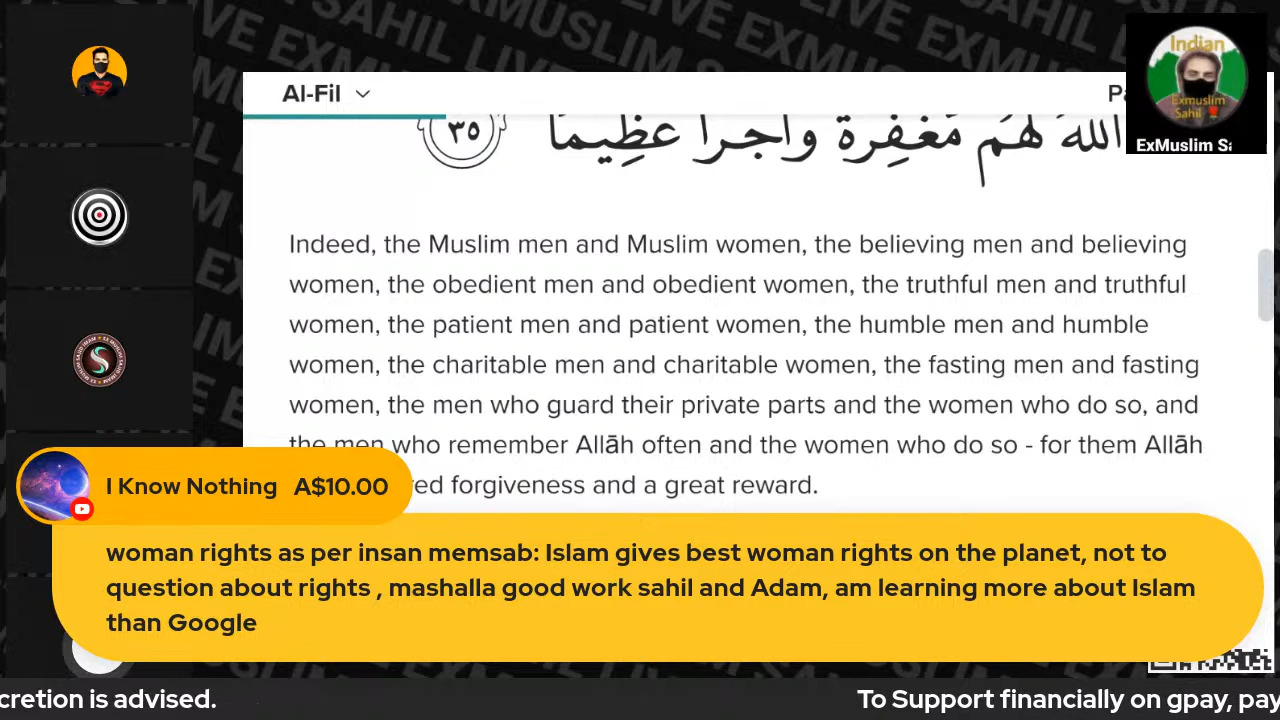 Al-Fil
Indian
Exmuslim
Sahil
ExMuslim Sa
اللَّهُ لَهُم مَّغْفِرَةً وَأَجْرًا عَظِيمًا ٣٥
Indeed, the Muslim men and Muslim women, the believing men and believing
women, the obedient men and obedient women, the truthful men and truthful
women, the patient men and patient women, the humble men and humble
women, the charitable men and charitable women, the fasting men and fasting
women, the men who guard their private parts and the women who do so, and
the men who remember Allāh often and the women who do so - for them Allāh
red forgiveness and a great reward.
I Know Nothing A$10.00
woman rights as per insan memsab: Islam gives best woman rights on the planet, not to
question about rights , mashalla good work sahil and Adam, am learning more about Islam
than Google
cretion is advised.
To Support financially on gpay, pay